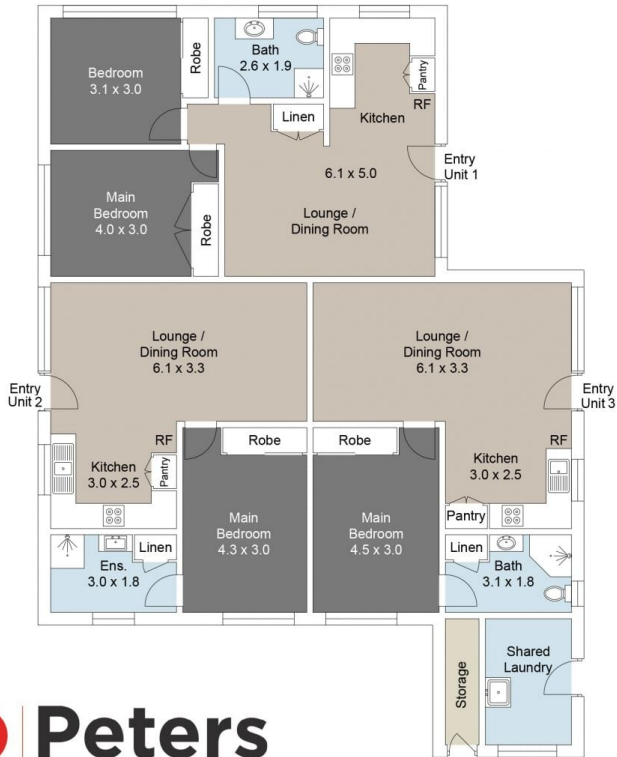 Bedroom
3.1 x 3.0
Robe
Bath
2.6 x 1.9
Linen
Kitchen
Pantry
RF
Entry
Unit 1
6.1 x 5.0
Lounge /
Dining Room
Main
Bedroom
4.0 x 3.0
Robe
Lounge /
Dining Room
6.1 x 3.3
Entry
Unit 2
RF
Kitchen
3.0 x 2.5
Pantry
Robe
Main
Bedroom
4.3 x 3.0
Linen
Ens.
3.0 x 1.8
Lounge /
Dining Room
6.1 x 3.3
Entry
Unit 3
RF
Kitchen
3.0 x 2.5
Pantry
Robe
Main
Bedroom
4.5 x 3.0
Linen
Bath
3.1 x 1.8
Storage
Shared
Laundry
Peters